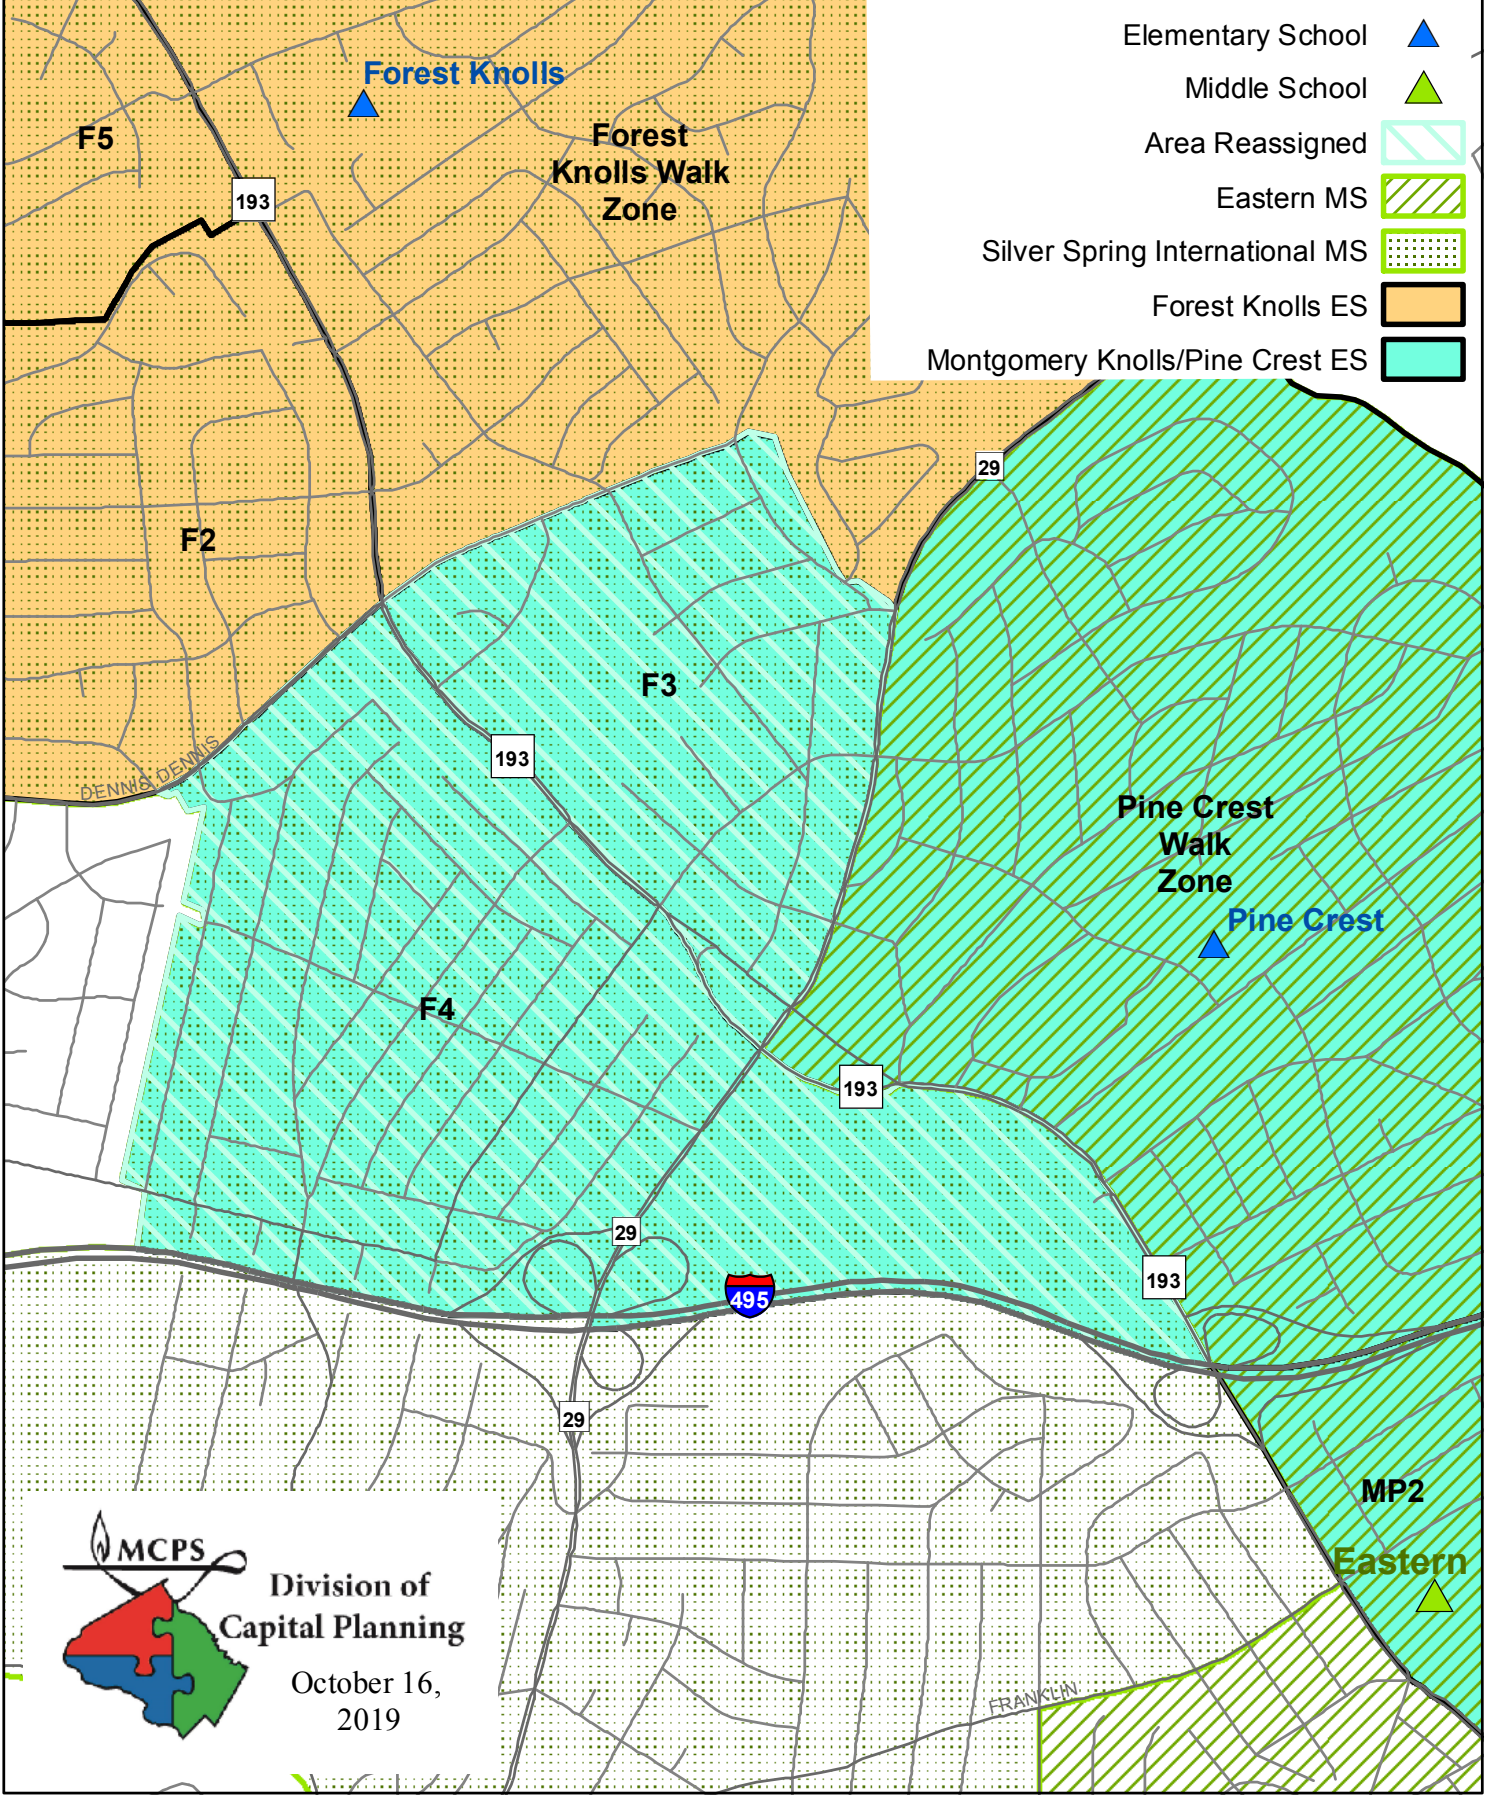 Elementary School
Middle School
Area Reassigned
Eastern MS
Silver Spring International MS
Forest Knolls ES
Montgomery Knolls/Pine Crest ES
Forest Knolls
F5
Forest
Knolls Walk
Zone
193
29
F2
F3
193
DENNIS DENNIS
Pine Crest
Walk
Zone
Pine Crest
F4
193
29
193
495
29
MP2
Eastern
FRANKLIN
MCPS
Division of
Capital Planning
October 16,
2019